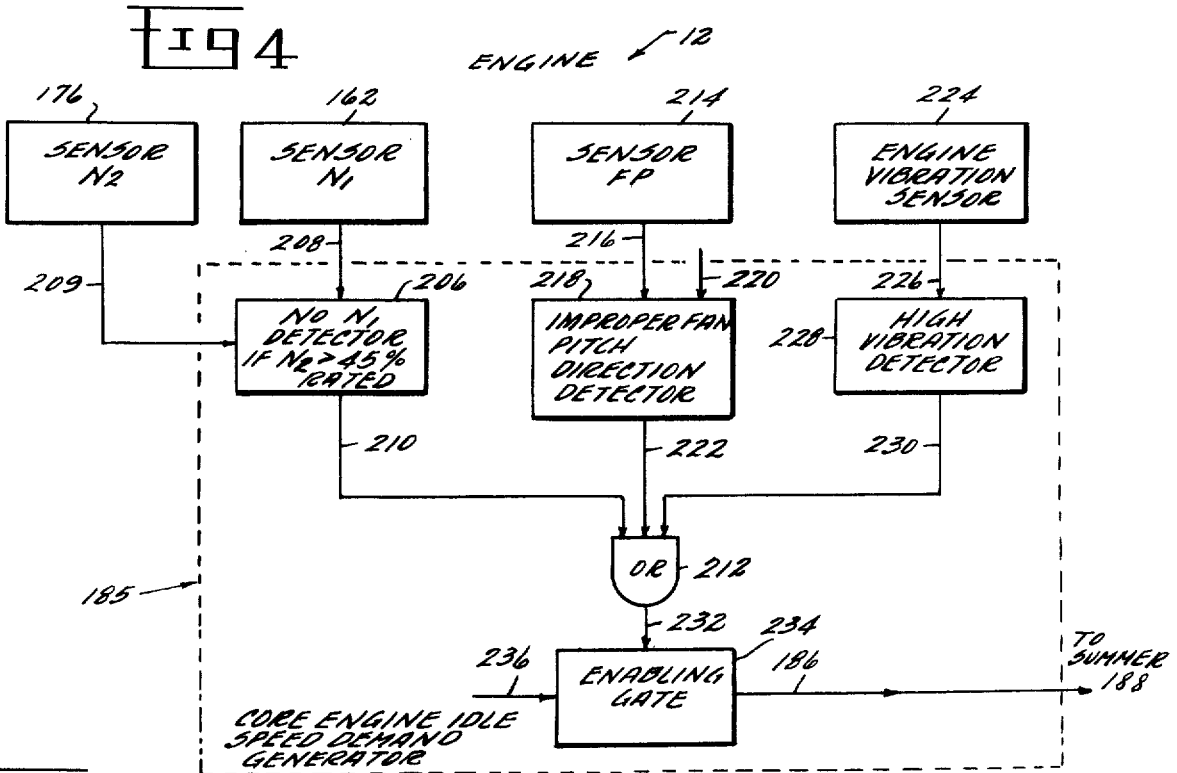 FIG 4
ENGINE 12
176
162
214
224
SENSOR
N2
SENSOR
N1
SENSOR
FP
ENGINE
VIBRATION
SENSOR
208
216
209
206
218
220
226
NO N1
DETECTOR
IF N2 > 45%
RATED
IMPROPER FAN
PITCH
DIRECTION
DETECTOR
228
HIGH
VIBRATION
DETECTOR
210
222
230
OR
212
185
232
234
236
ENABLING
GATE
186
TO
SUMMER
188
CORE ENGINE IDLE
SPEED DEMAND
GENERATOR